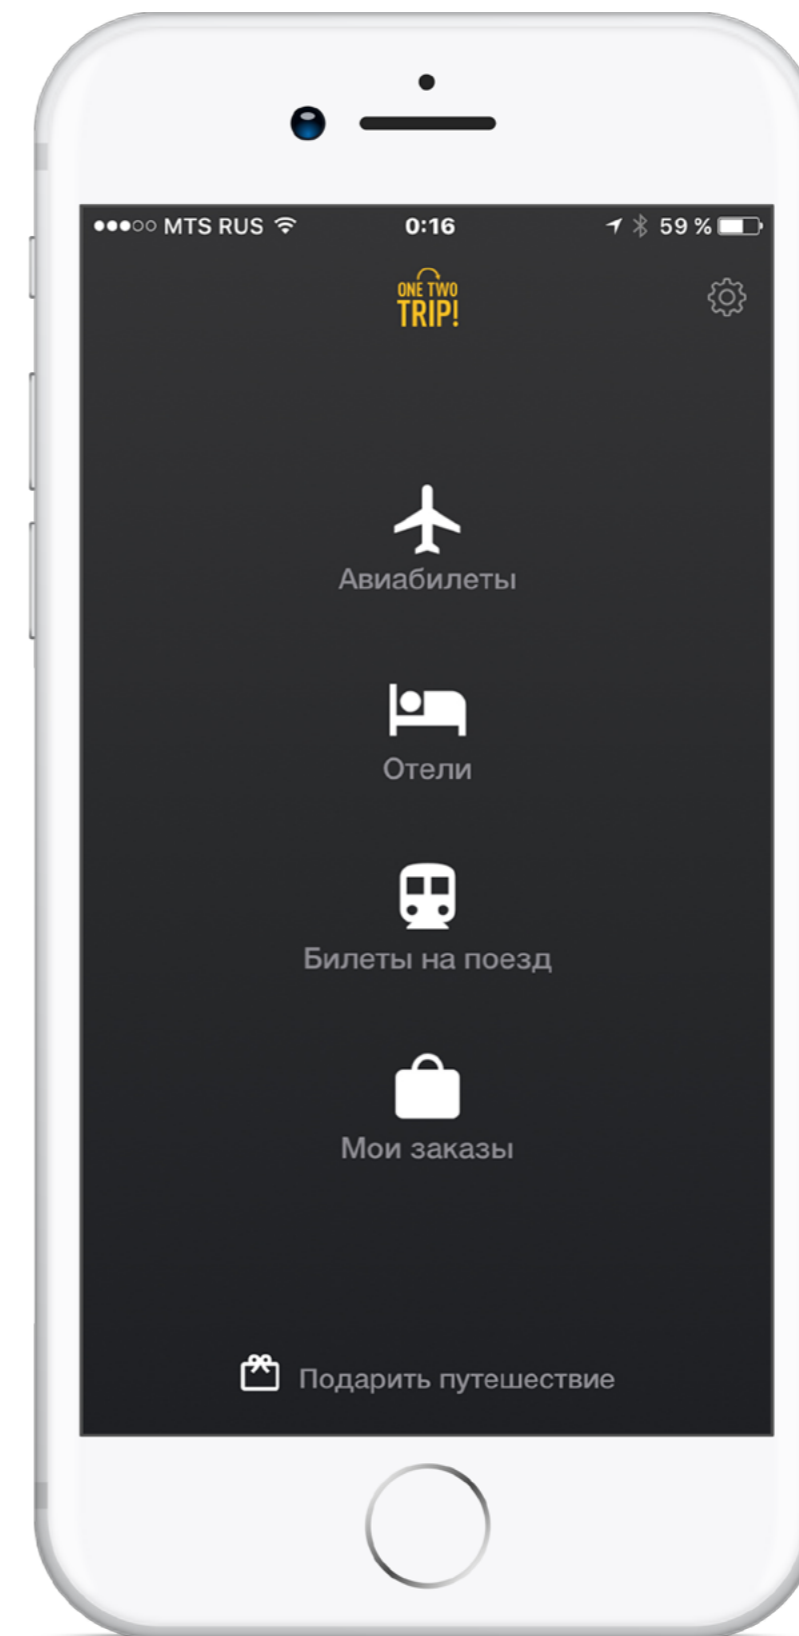 MTS RUS 0:16 59 %
ONE TWO
TRIP!
Авиабилеты
Отели
Билеты на поезд
Мои заказы
Подарить путешествие